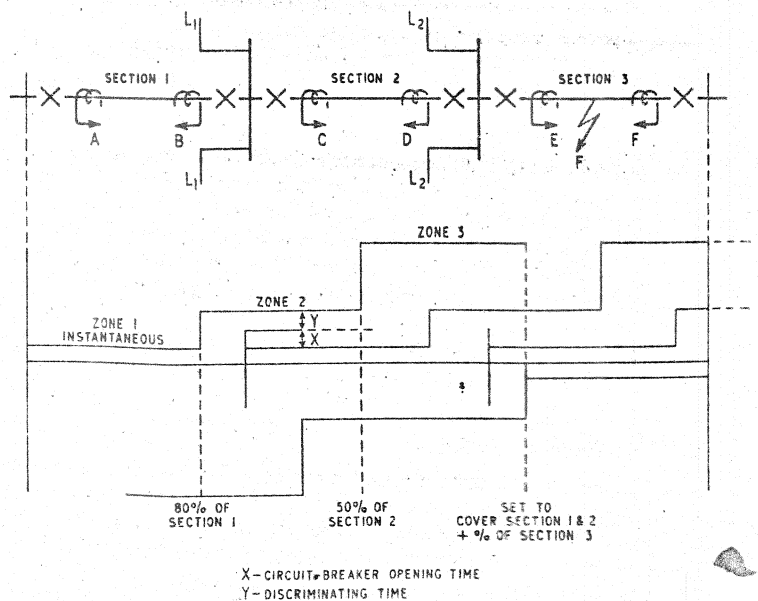 L1
L2
SECTION 1
SECTION 2
SECTION 3
A
B
C
D
E
F
F
L1
L2
ZONE 3
ZONE 2
ZONE 1
INSTANTANEOUS
Y
X
80% OF
SECTION 1
50% OF
SECTION 2
SET TO
COVER SECTION 1 & 2
+ % OF SECTION 3
X-CIRCUIT-BREAKER OPENING TIME
Y-DISCRIMINATING TIME